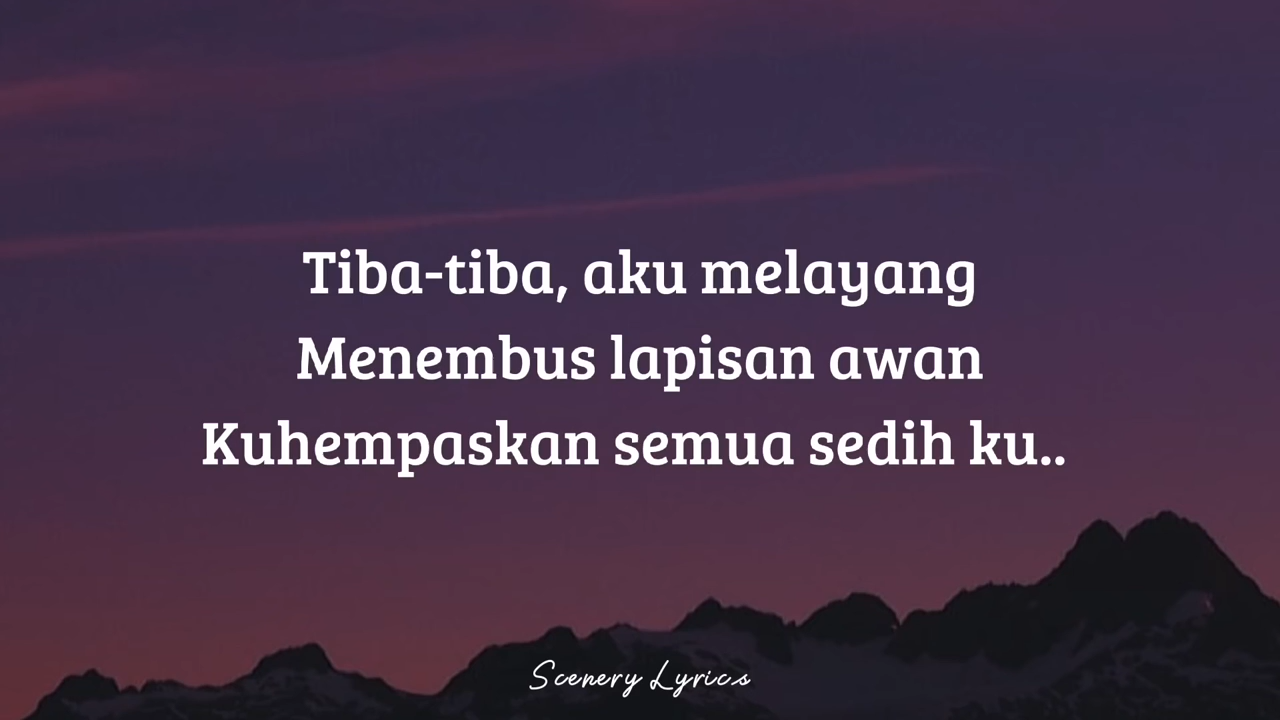 Tiba-tiba, aku melayang
Menembus lapisan awan
Kuhempaskan semua sedih ku..
Scenery Lyrics